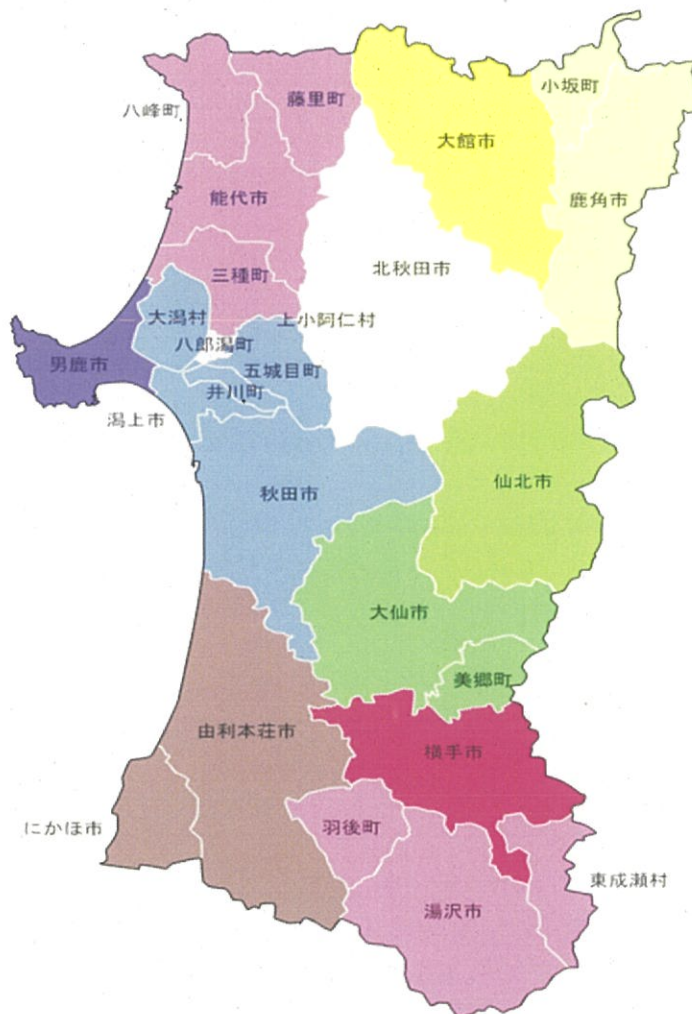 小坂町
藤里町
八峰町
大館市
能代市
鹿角市
北秋田市
三種町
大潟村
上小阿仁村
八郎潟町
男鹿市
五城目町
井川町
潟上市
仙北市
秋田市
大仙市
美郷町
由利本荘市
横手市
にかほ市
羽後町
東成瀬村
湯沢市